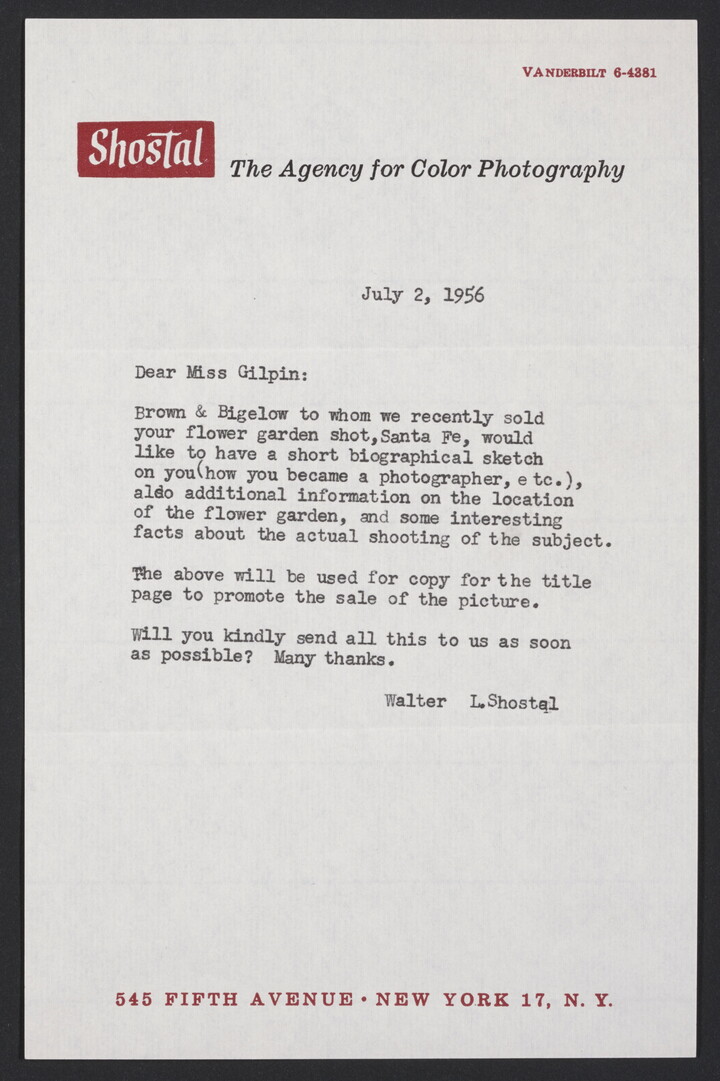 VANDERBILT 6-4381
Shostal
The Agency for Color Photography
July 2, 1956
Dear Miss Gilpin:
Brown & Bigelow to whom we recently sold
your flower garden shot,Santa Fe, would
like to have a short biographical sketch
on you(how you became a photographer, e tc.),
aldo additional information on the location
of the flower garden, and some interesting
facts about the actual shooting of the subject.
The above will be used for copy for the title
page to promote the sale of the picture.
Will you kindly send all this to us as soon
as possible? Many thanks.
Walter L.Shostal
545 FIFTH AVENUE • NEW YORK 17, N. Y.